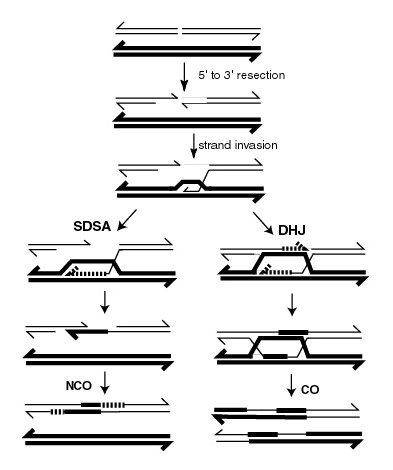 5' to 3' resection
strand invasion
SDSA
DHJ
NCO
CO